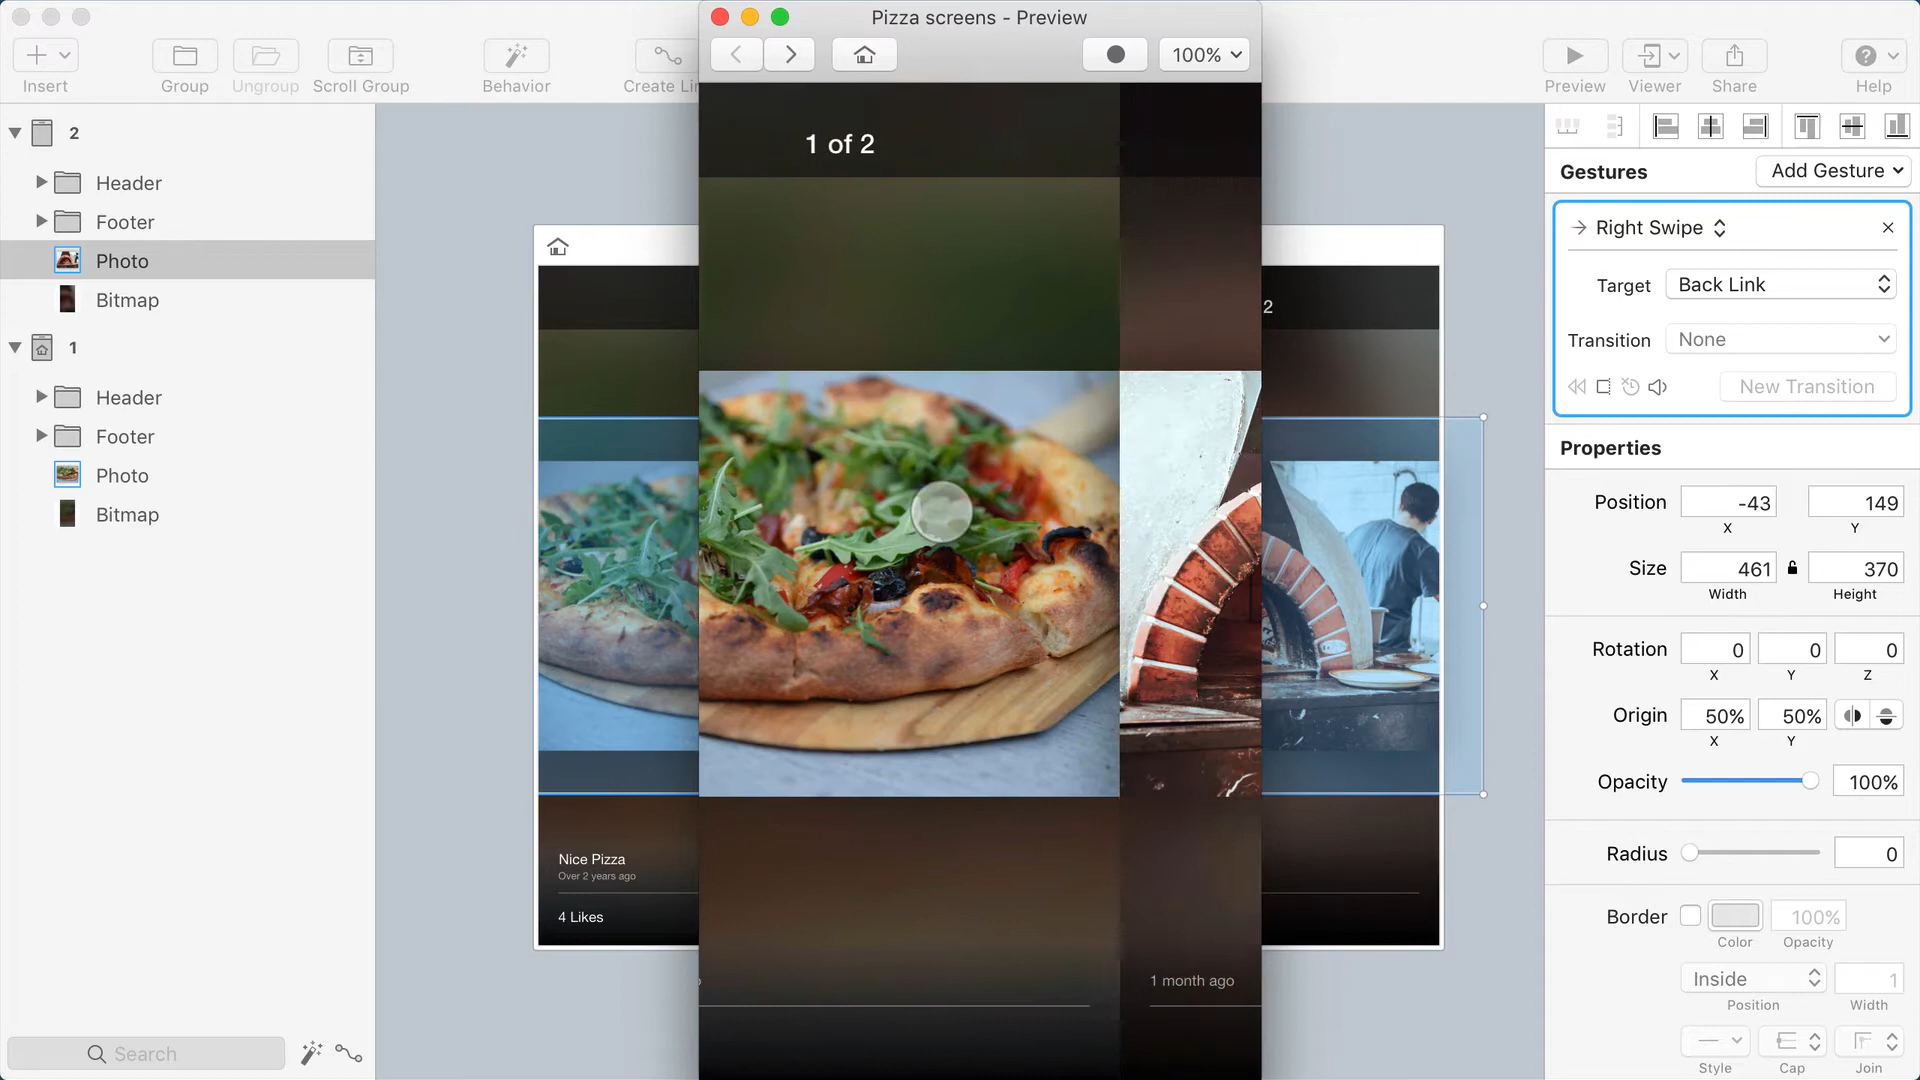 Pizza screens - Preview
100%
Insert
Group
Ungroup
Scroll Group
Behavior
Create Lin
Preview
Viewer
Share
Help
2
Header
Footer
Photo
Bitmap
1
Header
Footer
Photo
Bitmap
Search
1 of 2
2
Nice Pizza
Over 2 years ago
4 Likes
1 month ago
Gestures
Add Gesture
Right Swipe
Target
Back Link
Transition
None
New Transition
Properties
Position
-43
149
X
Y
Size
461
370
Width
Height
Rotation
0
0
0
X
Y
Z
Origin
50%
50%
X
Y
Opacity
100%
Radius
0
Border
100%
Color
Opacity
Inside
1
Position
Width
Style
Cap
Join